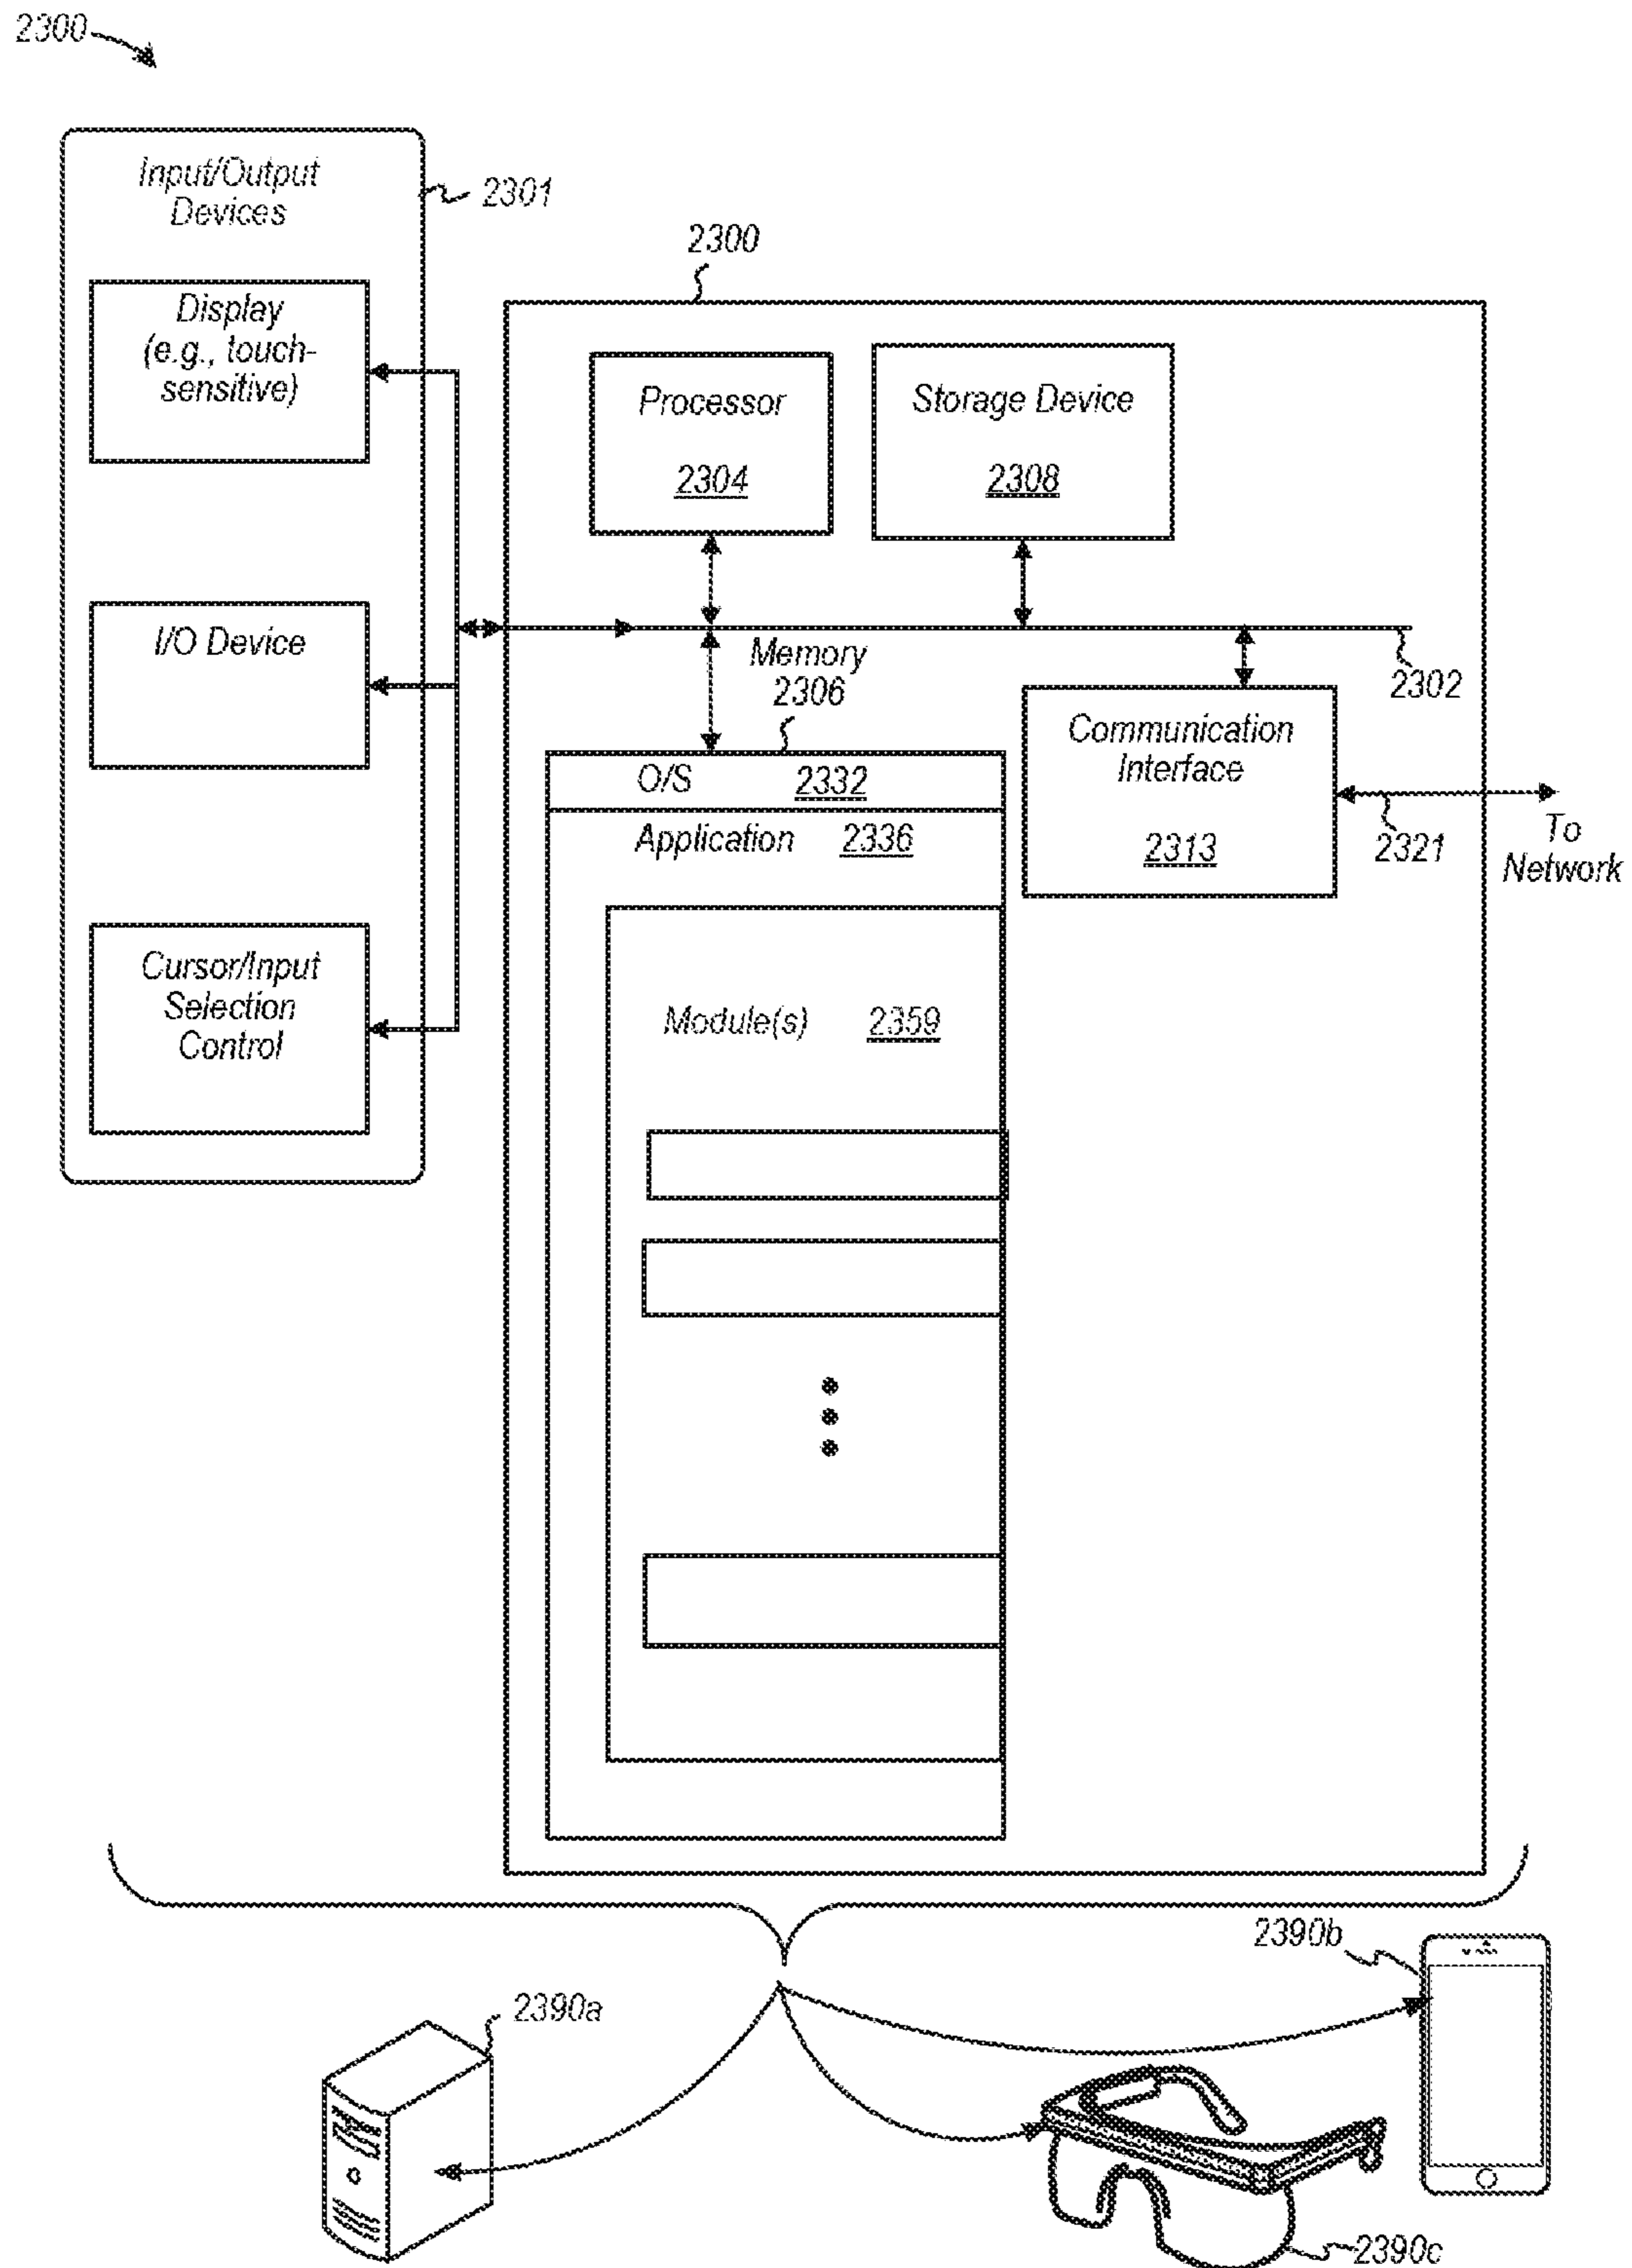 2300
Input/Output
Devices
2301
Display
(e.g., touch-
sensitive)
I/O Device
Cursor/Input
Selection
Control
2300
Processor
2304
Storage Device
2308
Memory
2306
2302
O/S 2332
Application 2336
Communication
Interface
2313
2321
To
Network
Module(s) 2359
2390a
2390b
2390c